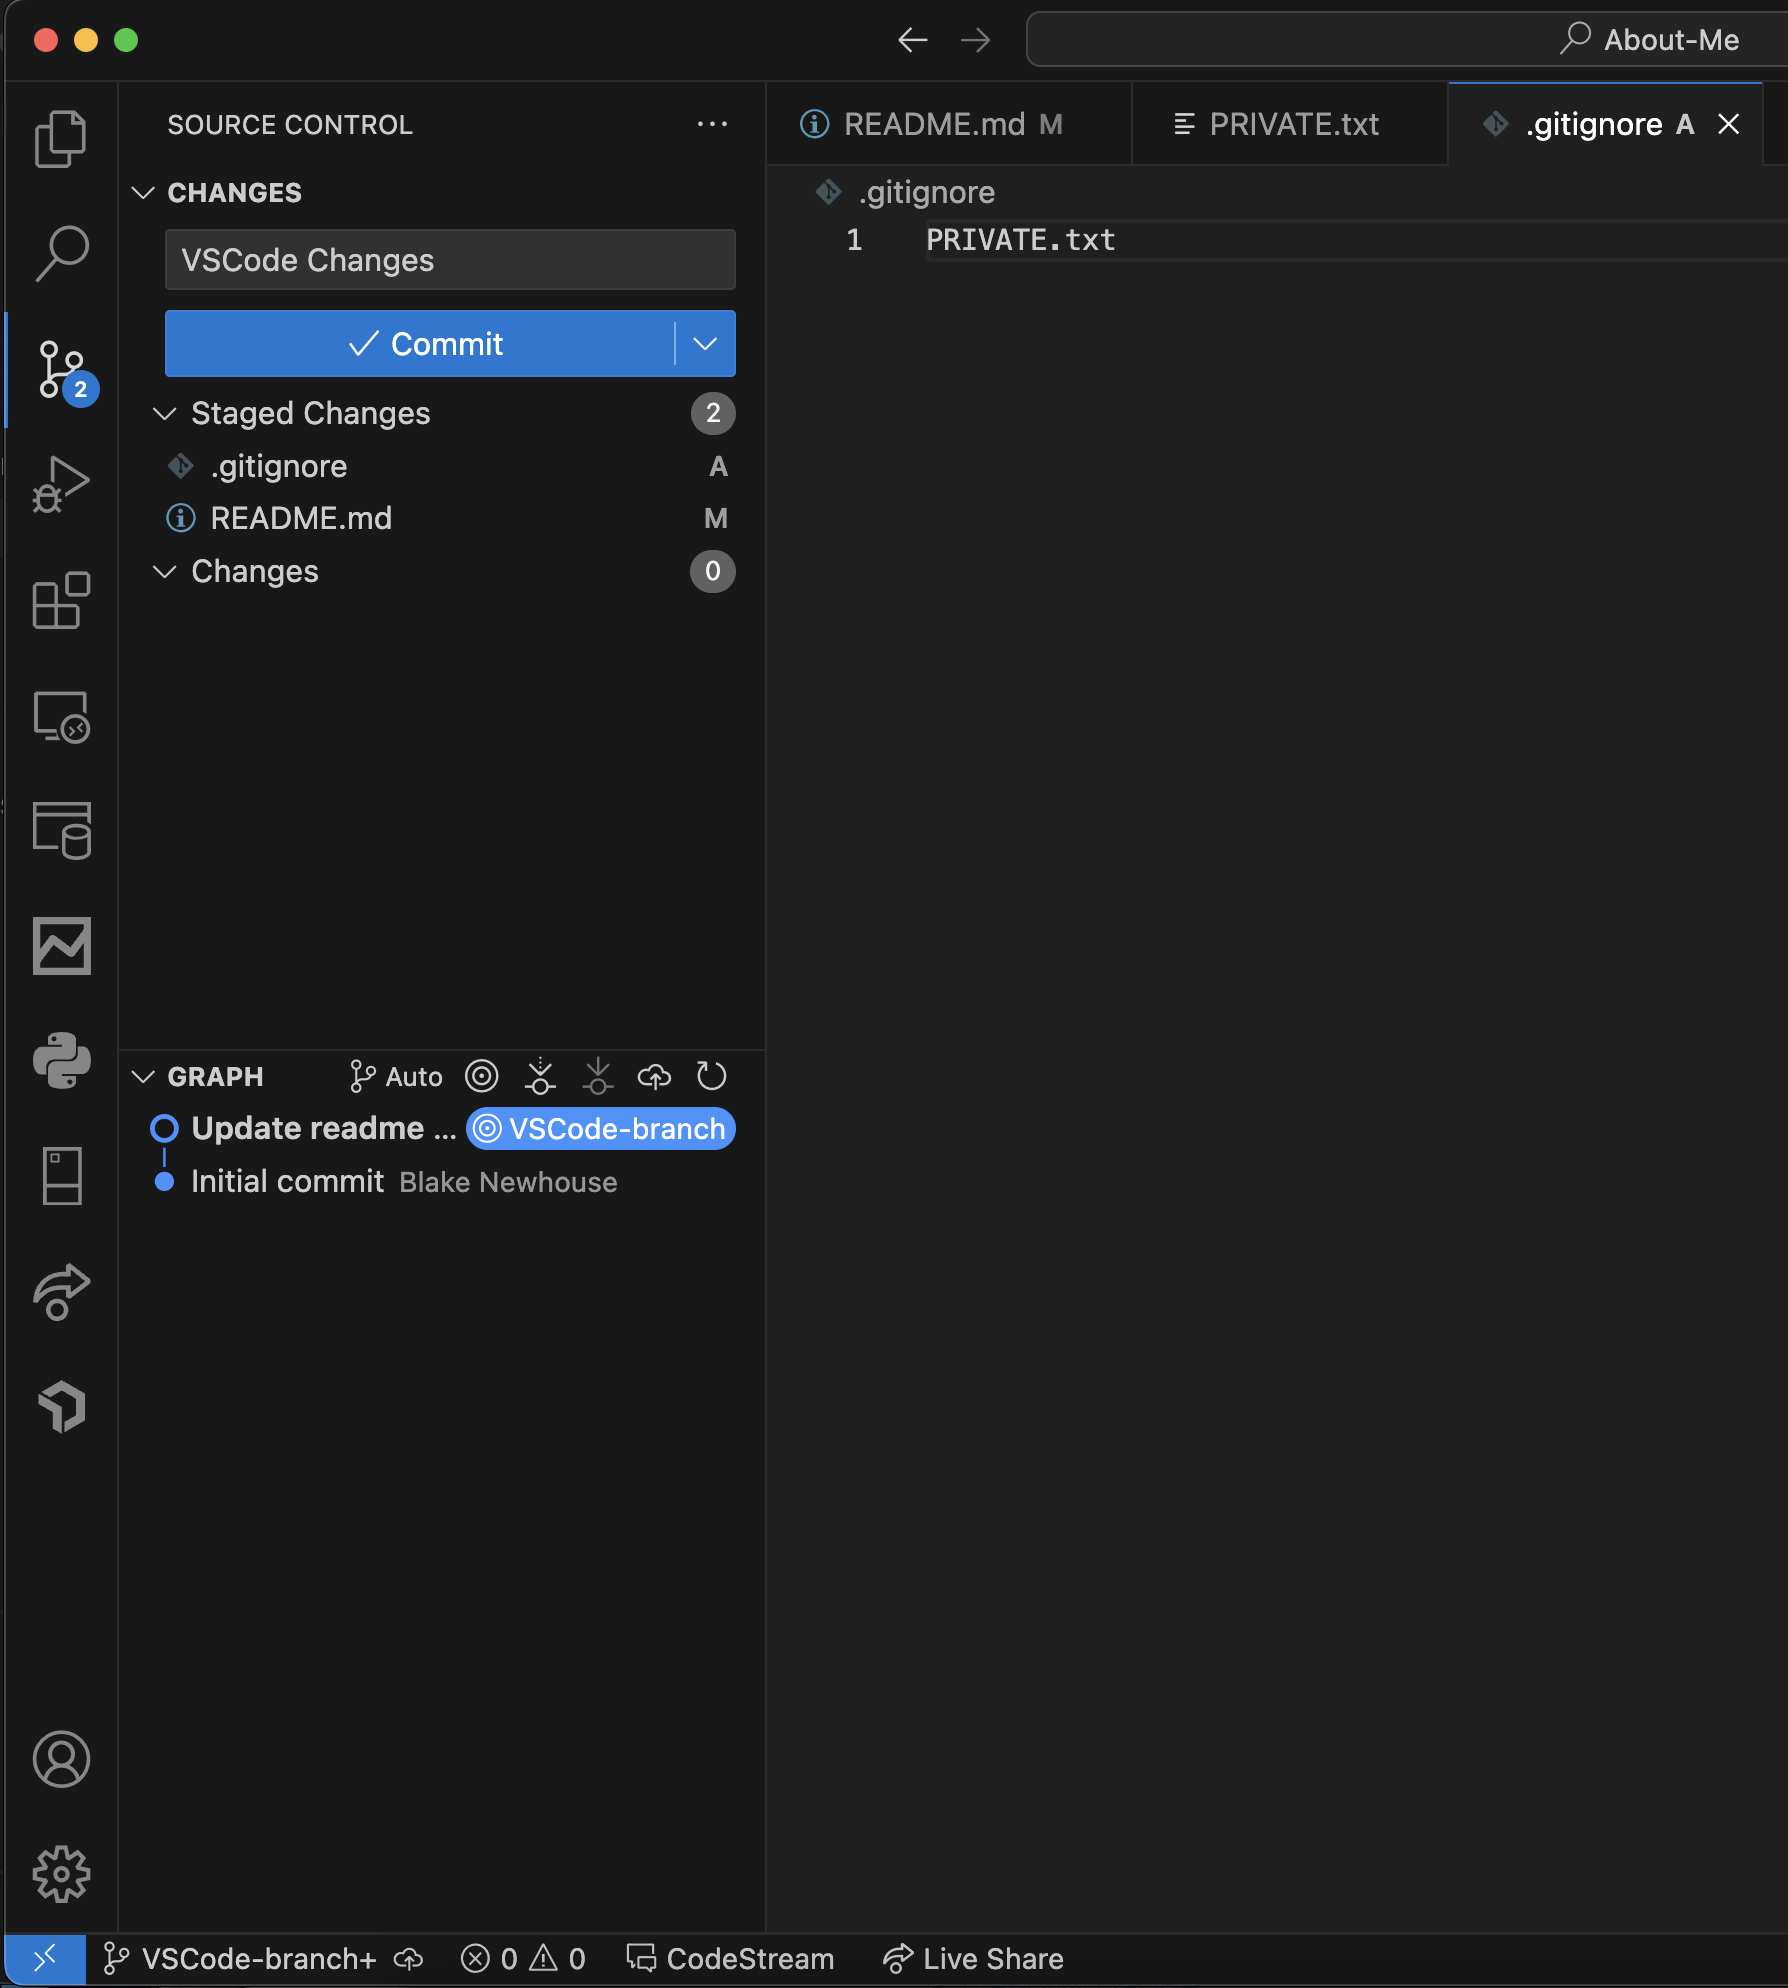 About-Me
SOURCE CONTROL ...
README.md M
PRIVATE.txt
.gitignore A
CHANGES
.gitignore
VSCode Changes
1 PRIVATE.txt
Commit
2
Staged Changes 2
.gitignore A
README.md M
Changes 0
GRAPH Auto
Update readme ... VSCode-branch
Initial commit Blake Newhouse
VSCode-branch+ 0 0 CodeStream Live Share